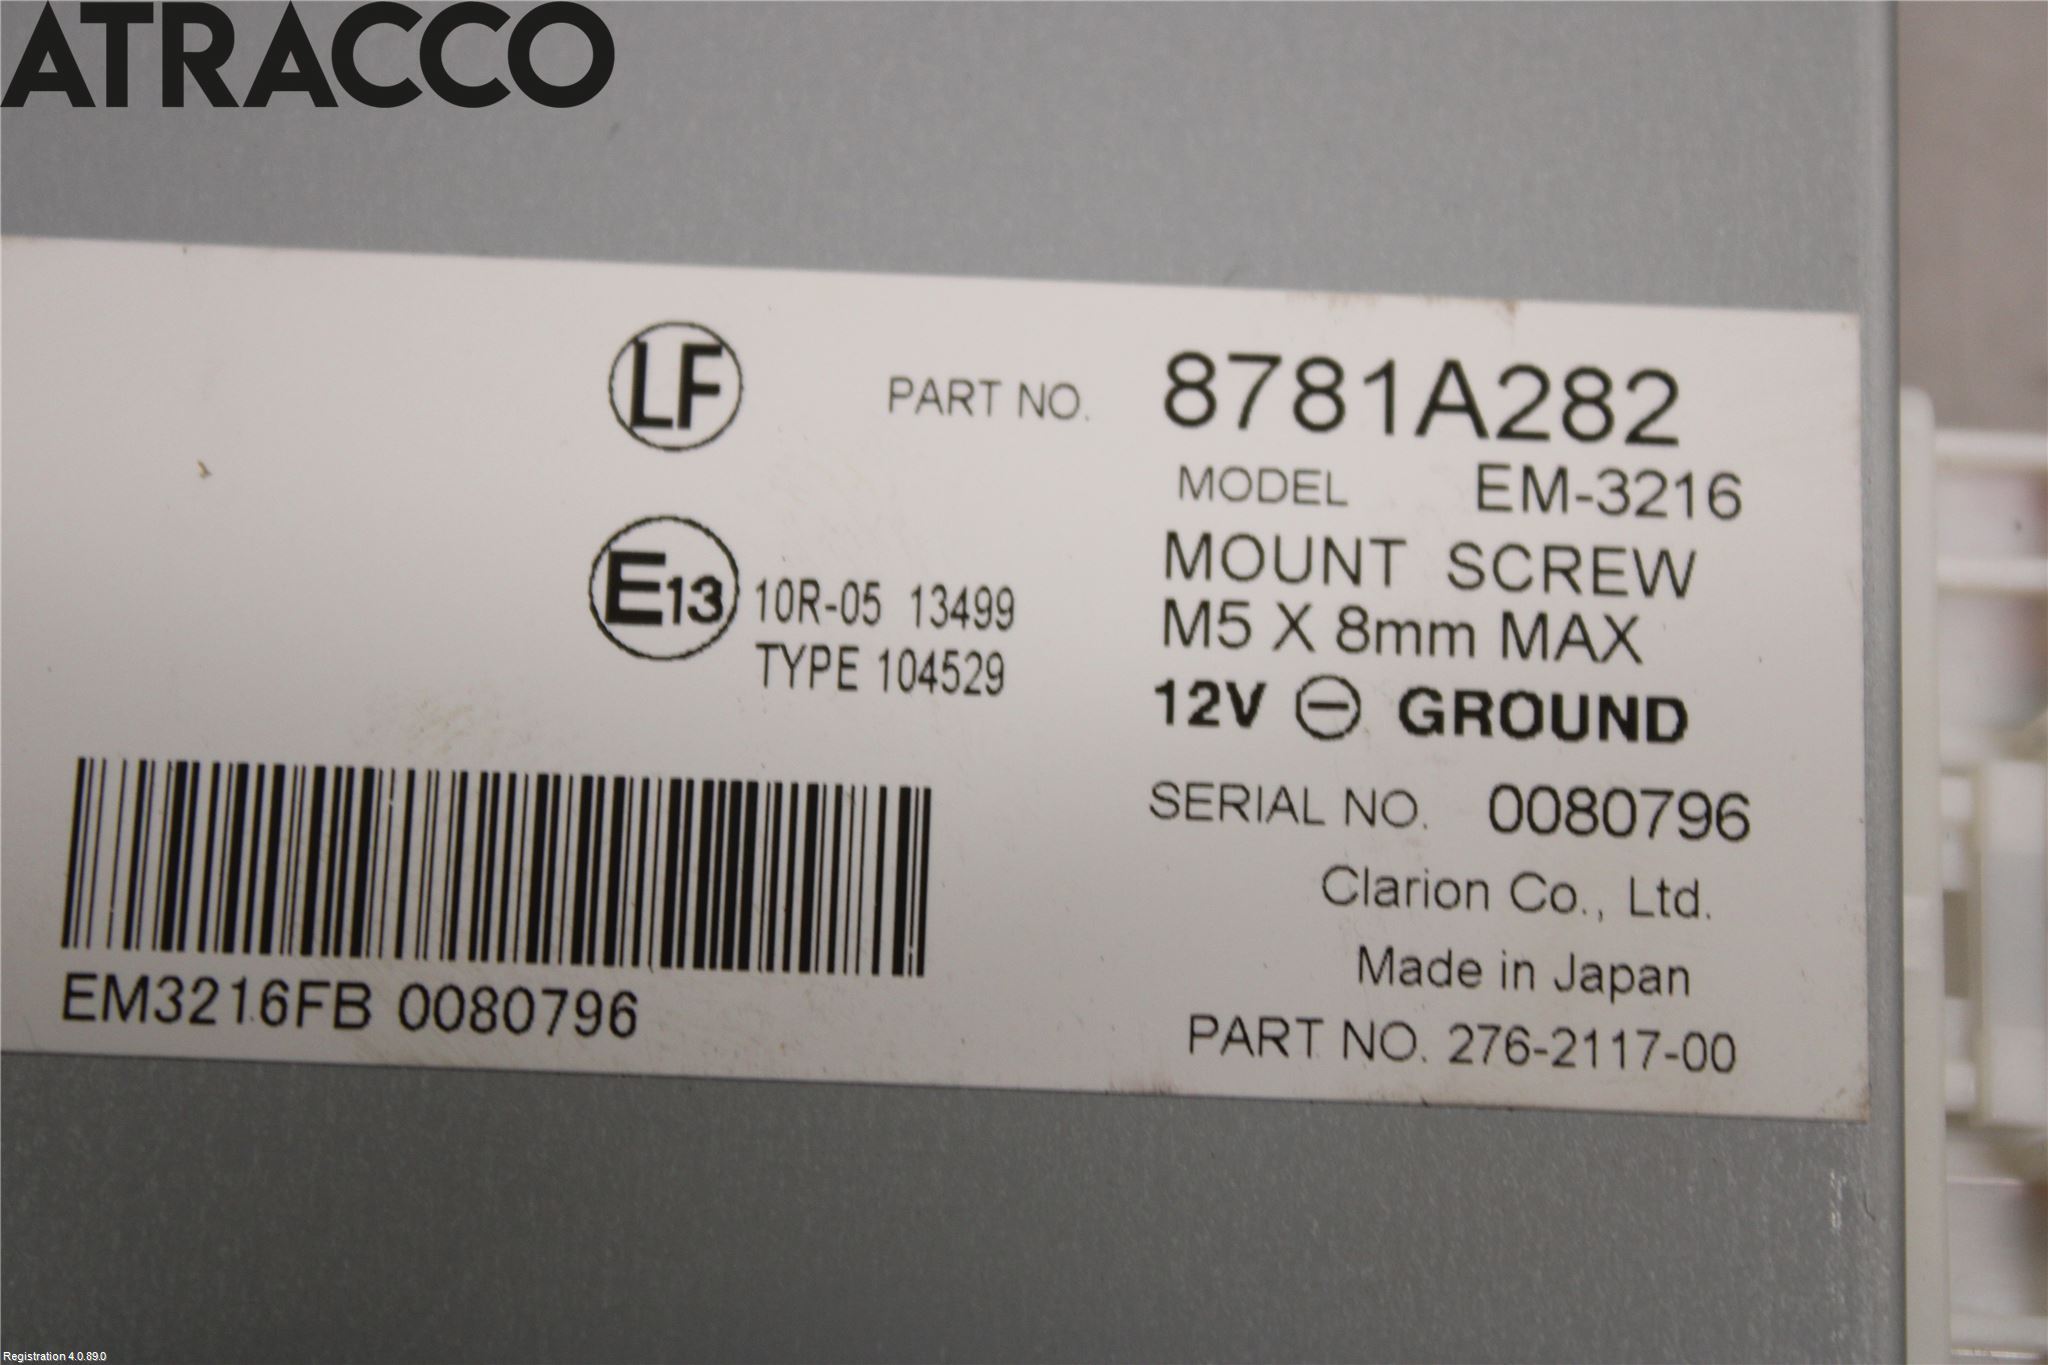 ATRACCO
LF
PART NO. 8781A282
MODEL EM-3216
MOUNT SCREW
M5 X 8mm MAX
12V ⊖ GROUND
E13 10R-05 13499
TYPE 104529
SERIAL NO. 0080796
Clarion Co., Ltd.
Made in Japan
PART NO. 276-2117-00
EM3216FB 0080796
Registration 4.0.89.0